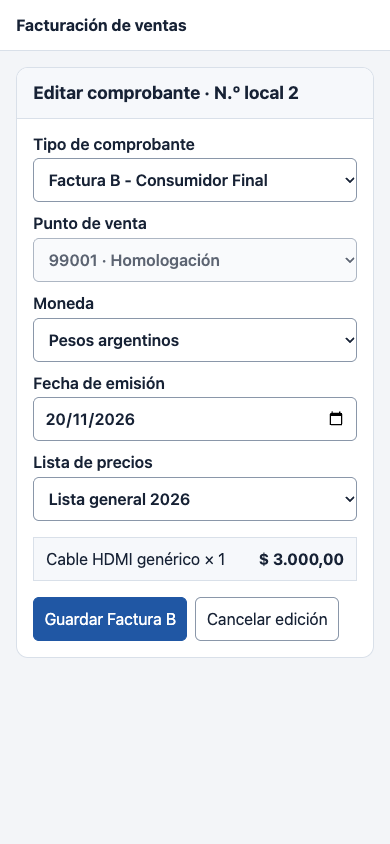 Facturación de ventas
Editar comprobante · N.º local 2
Tipo de comprobante
Factura B - Consumidor Final
Punto de venta
99001 · Homologación
Moneda
Pesos argentinos
Fecha de emisión
20/11/2026
Lista de precios
Lista general 2026
Cable HDMI genérico × 1 $ 3.000,00
Guardar Factura B Cancelar edición